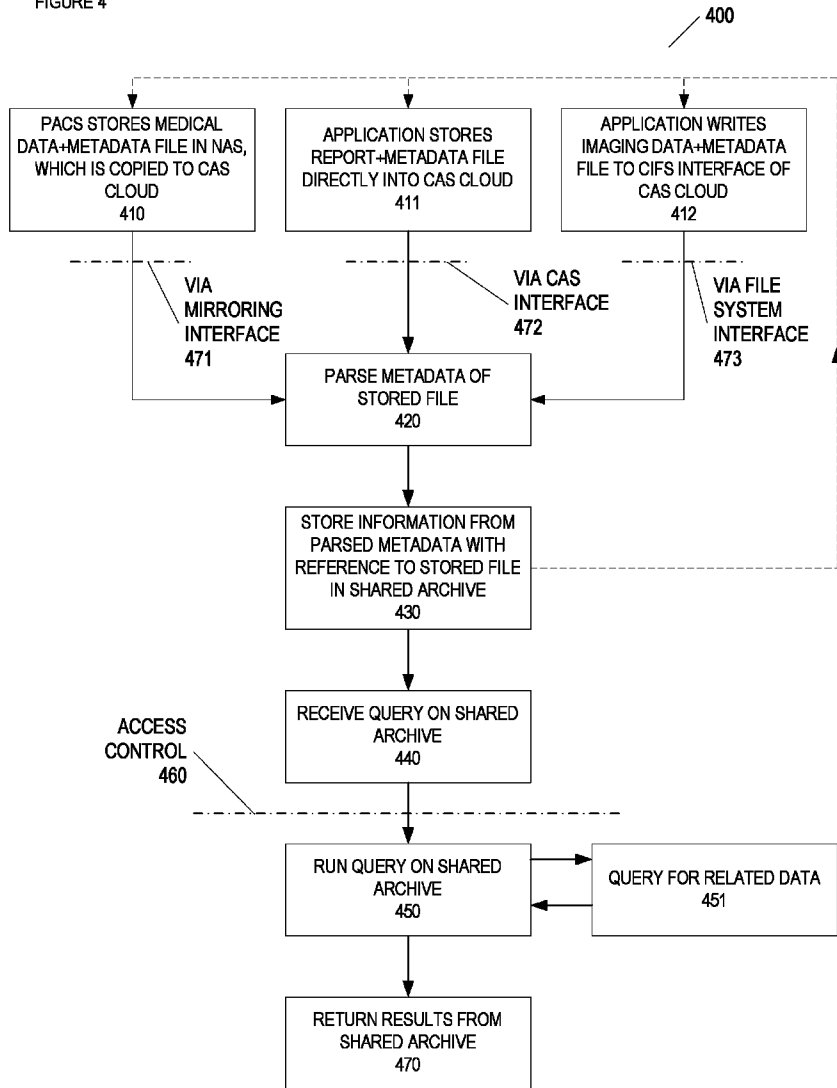 FIGURE 4
400
PACS STORES MEDICAL
DATA+METADATA FILE IN NAS,
WHICH IS COPIED TO CAS
CLOUD
410
APPLICATION STORES
REPORT+METADATA FILE
DIRECTLY INTO CAS CLOUD
411
APPLICATION WRITES
IMAGING DATA+METADATA
FILE TO CIFS INTERFACE OF
CAS CLOUD
412
VIA
MIRRORING
INTERFACE
471
VIA CAS
INTERFACE
472
VIA FILE
SYSTEM
INTERFACE
473
PARSE METADATA OF
STORED FILE
420
STORE INFORMATION FROM
PARSED METADATA WITH
REFERENCE TO STORED FILE
IN SHARED ARCHIVE
430
RECEIVE QUERY ON SHARED
ARCHIVE
440
ACCESS
CONTROL
460
RUN QUERY ON SHARED
ARCHIVE
450
QUERY FOR RELATED DATA
451
RETURN RESULTS FROM
SHARED ARCHIVE
470